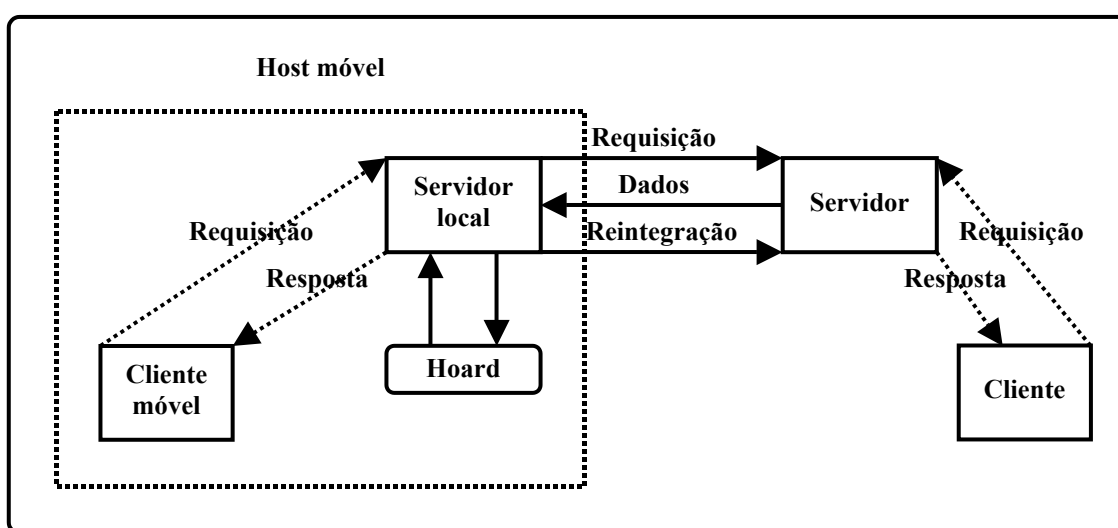 Host móvel
Requisição
Servidor
local
Dados
Servidor
Reintegração
Requisição
Resposta
Requisição
Resposta
Cliente
móvel
Hoard
Cliente